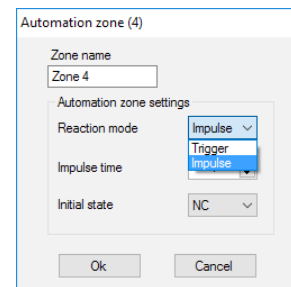 Automation zone (4)
Zone name
Zone 4
Automation zone settings
Reaction mode
Impulse
Trigger
Impulse
Impulse time
Initial state
NC
Ok
Cancel